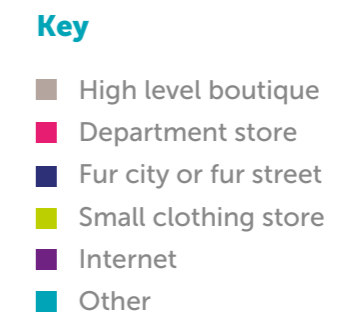 Key
High level boutique
Department store
Fur city or fur street
Small clothing store
Internet
Other